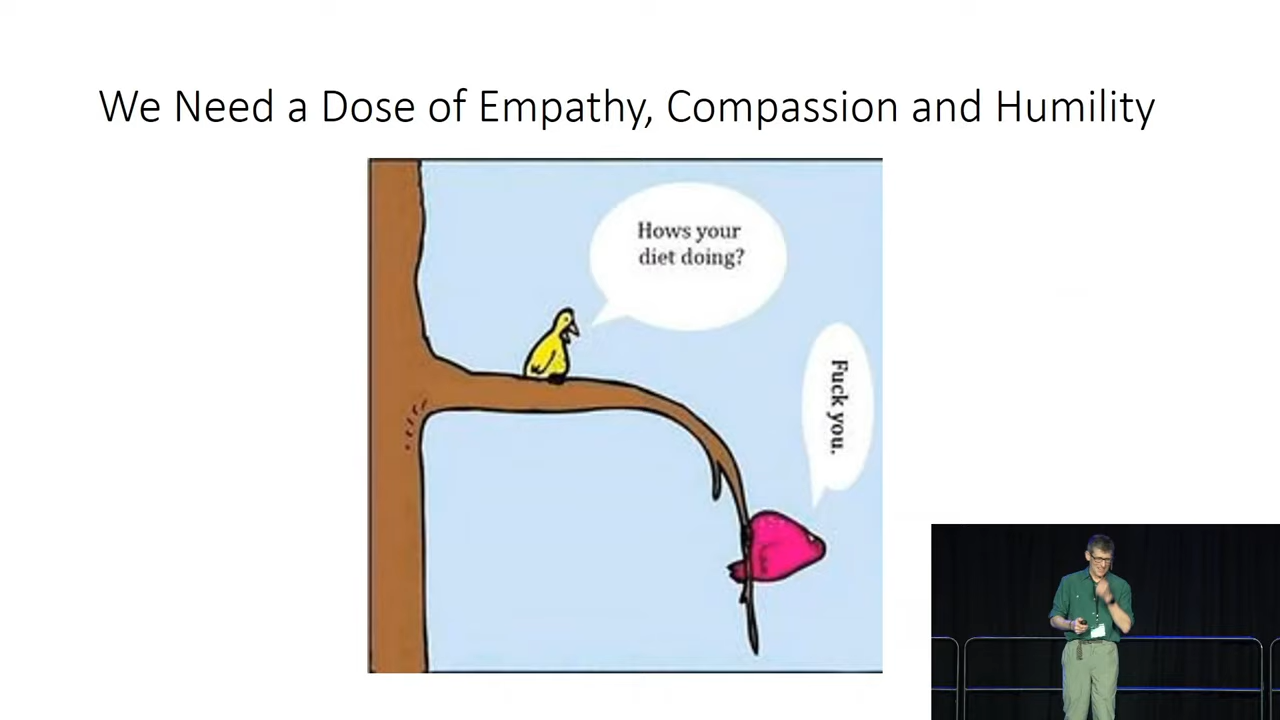 We Need a Dose of Empathy, Compassion and Humility
Hows your
diet doing?
Fuck you.